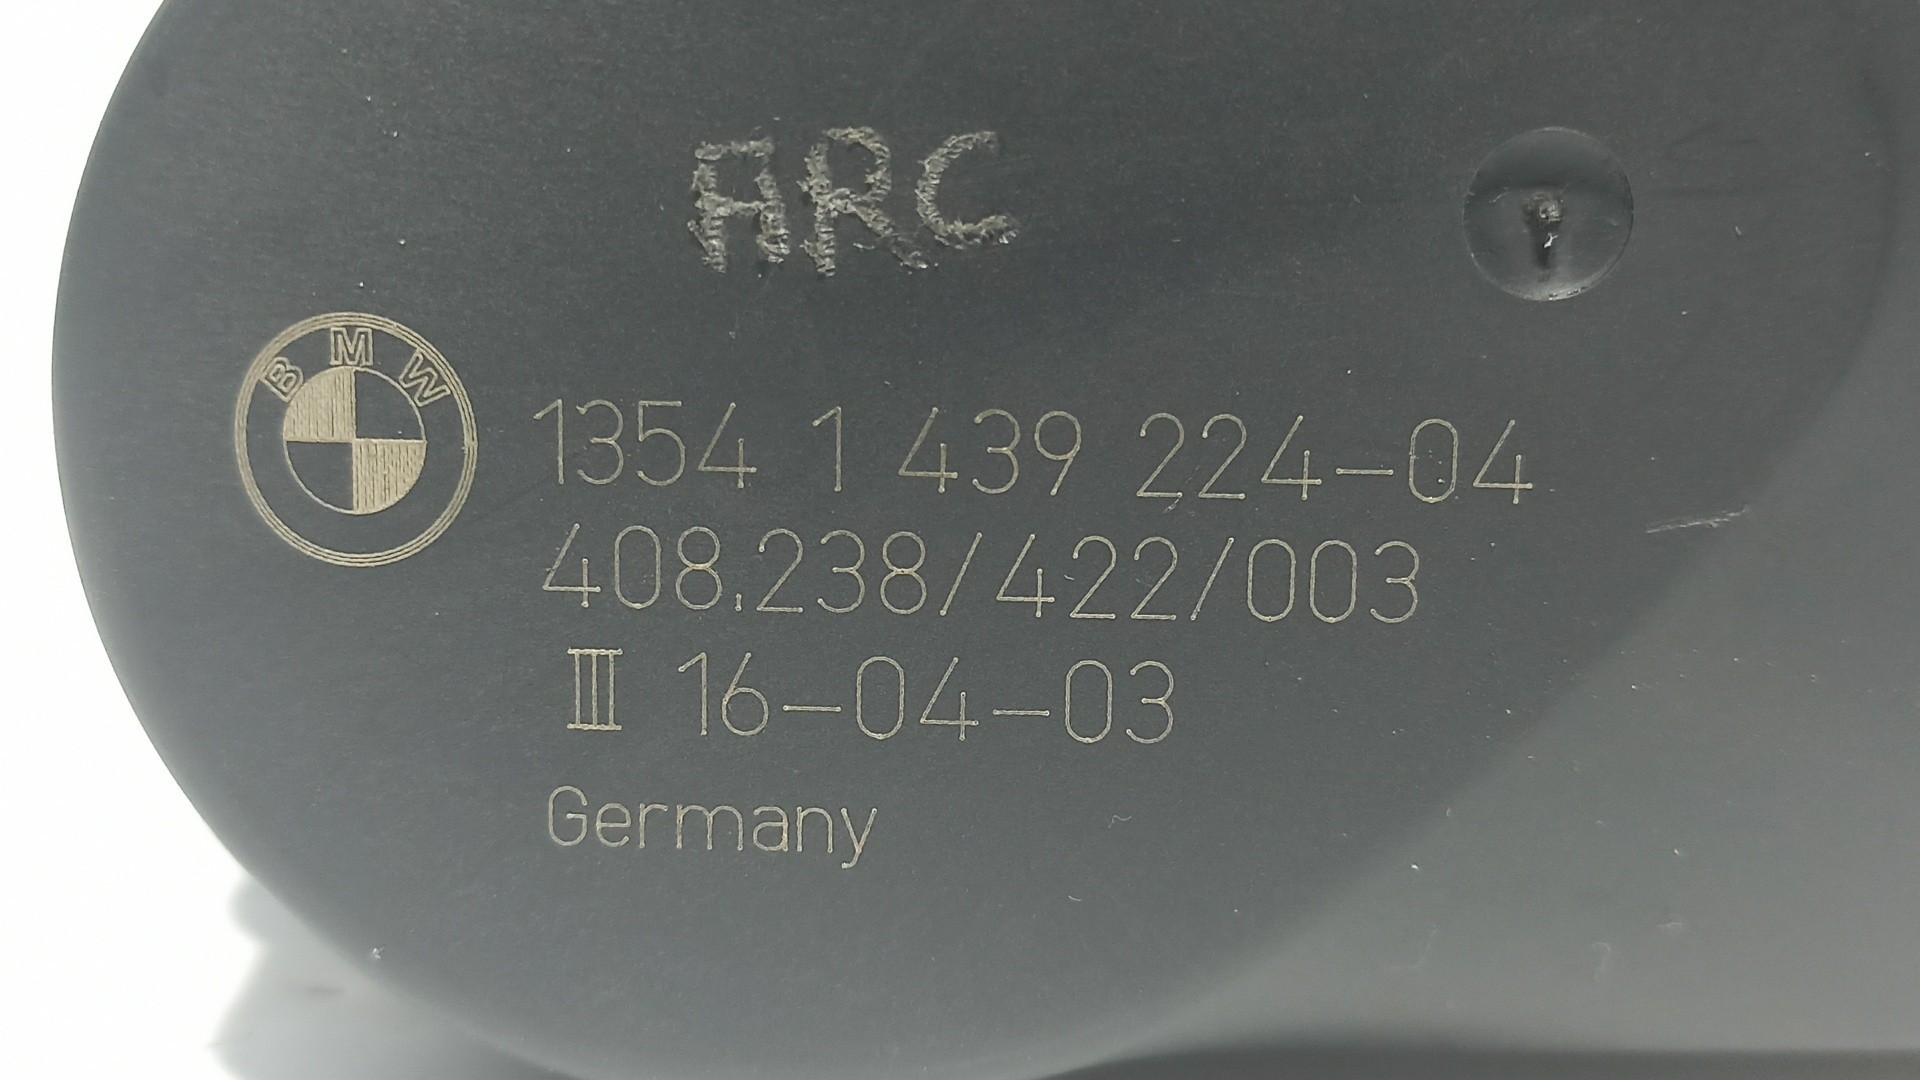 ARC
BMW
1354 1 439 224-04
408.238/422/003
III 16-04-03
Germany